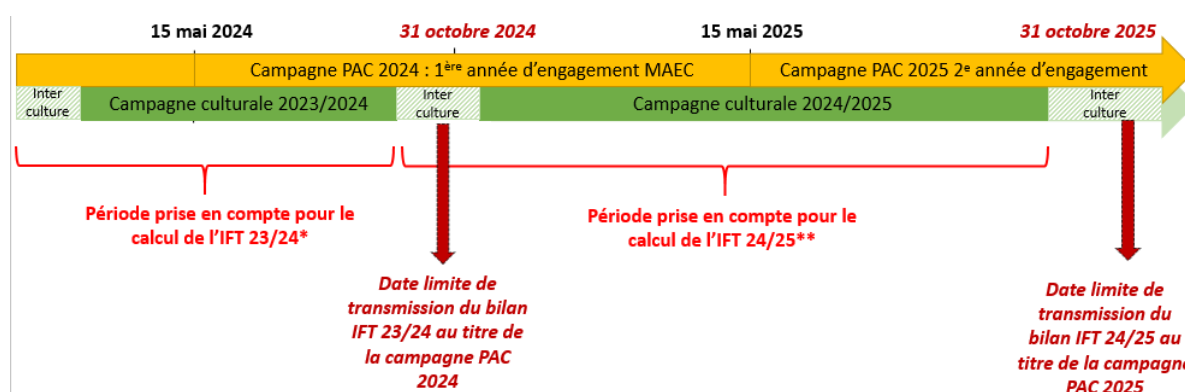 15 mai 2024
31 octobre 2024
15 mai 2025
31 octobre 2025
Campagne PAC 2024 : 1ère année d’engagement MAEC
Campagne PAC 2025 2e année d’engagement
Inter
culture
Campagne culturale 2023/2024
Inter
culture
Campagne culturale 2024/2025
Inter
culture
Période prise en compte pour le
calcul de l’IFT 23/24*
Période prise en compte pour le
calcul de l’IFT 24/25**
Date limite de
transmission du bilan
IFT 23/24 au titre de
la campagne PAC
2024
Date limite de
transmission du
bilan IFT 24/25 au
titre de la campagne
PAC 2025